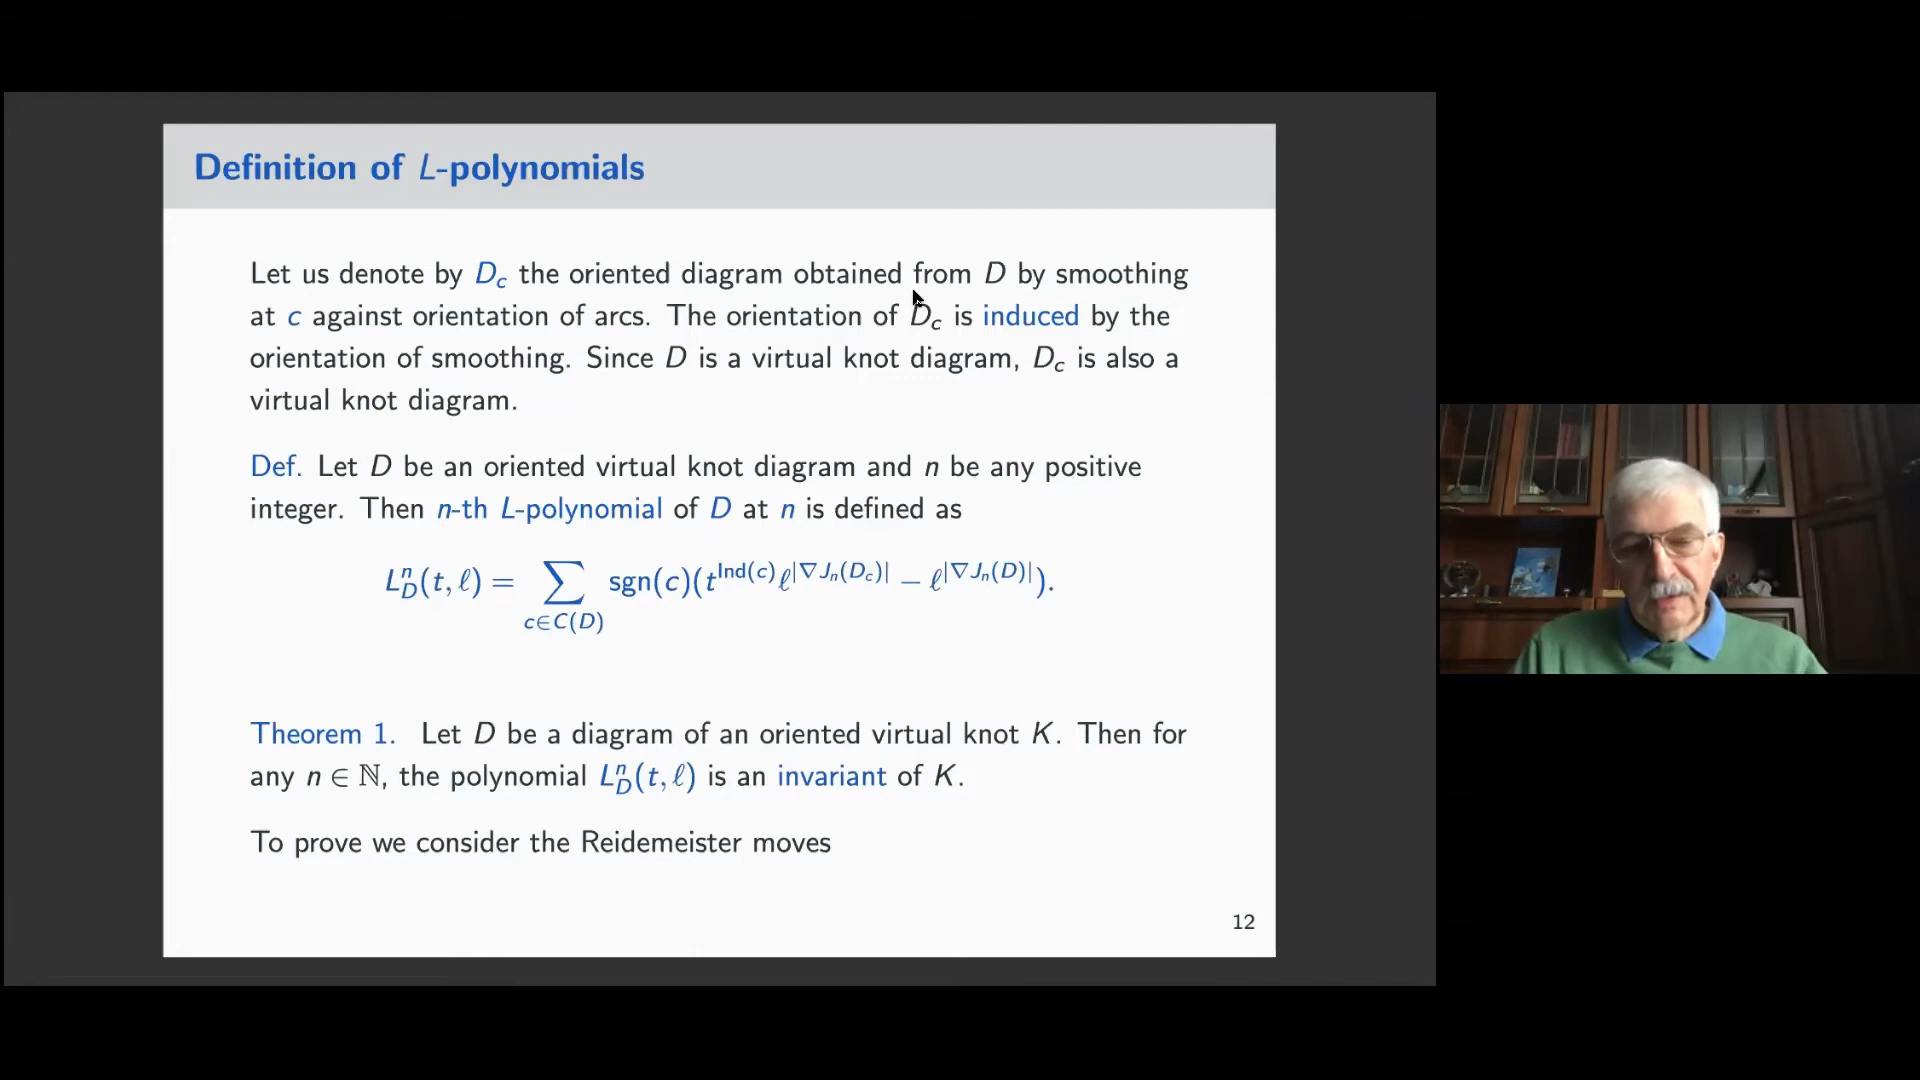 Definition of L-polynomials
Let us denote by D_c the oriented diagram obtained from D by smoothing
at c against orientation of arcs. The orientation of D_c is induced by the
orientation of smoothing. Since D is a virtual knot diagram, D_c is also a
virtual knot diagram.
Def. Let D be an oriented virtual knot diagram and n be any positive
integer. Then n-th L-polynomial of D at n is defined as
L_D^n(t, ℓ) = ∑_{c∈C(D)} sgn(c)(t^{Ind(c)} ℓ^{|∇J_n(D_c)|} − ℓ^{|∇J_n(D)|}).
Theorem 1. Let D be a diagram of an oriented virtual knot K. Then for
any n ∈ ℕ, the polynomial L_D^n(t, ℓ) is an invariant of K.
To prove we consider the Reidemeister moves
12